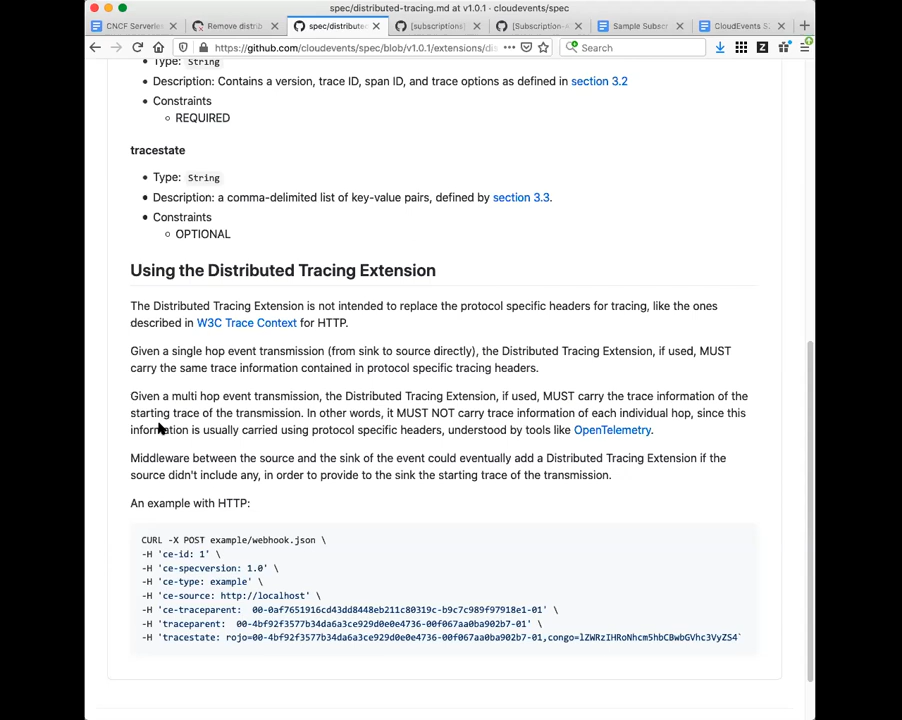 spec/distributed-tracing.md at v1.0.1 · cloudevents/spec
CNCF Serverle
Remove distrib
spec/distribute
[subscriptions]
[Subscription-
Sample Subscr
CloudEvents S
https://github.com/cloudevents/spec/blob/v1.0.1/extensions/dis
Search
Type: String
Description: Contains a version, trace ID, span ID, and trace options as defined in section 3.2
Constraints
REQUIRED
tracestate
Type: String
Description: a comma-delimited list of key-value pairs, defined by section 3.3.
Constraints
OPTIONAL
Using the Distributed Tracing Extension
The Distributed Tracing Extension is not intended to replace the protocol specific headers for tracing, like the ones
described in W3C Trace Context for HTTP.
Given a single hop event transmission (from sink to source directly), the Distributed Tracing Extension, if used, MUST
carry the same trace information contained in protocol specific tracing headers.
Given a multi hop event transmission, the Distributed Tracing Extension, if used, MUST carry the trace information of the
starting trace of the transmission. In other words, it MUST NOT carry trace information of each individual hop, since this
information is usually carried using protocol specific headers, understood by tools like OpenTelemetry.
Middleware between the source and the sink of the event could eventually add a Distributed Tracing Extension if the
source didn't include any, in order to provide to the sink the starting trace of the transmission.
An example with HTTP:
CURL -X POST example/webhook.json \
-H 'ce-id: 1' \
-H 'ce-specversion: 1.0' \
-H 'ce-type: example' \
-H 'ce-source: http://localhost' \
-H 'ce-traceparent:  00-0af7651916cd43dd8448eb211c80319c-b9c7c989f97918e1-01' \
-H 'traceparent:  00-4bf92f3577b34da6a3ce929d0e0e4736-00f067aa0ba902b7-01' \
-H 'tracestate: rojo=00-4bf92f3577b34da6a3ce929d0e0e4736-00f067aa0ba902b7-01,congo=lZWRzIHRoNhcm5hbCBwbGVhc3VyZS4`